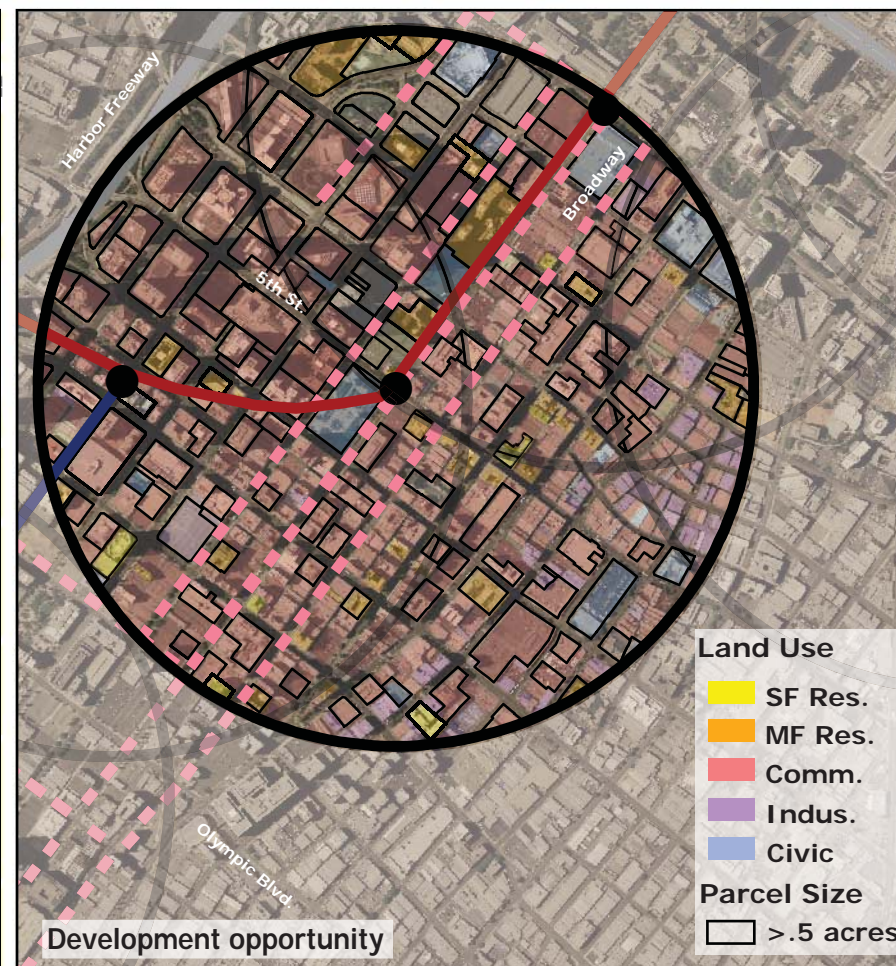 Harbor Freeway
Broadway
5th St.
Olympic Blvd.
Land Use
SF Res.
MF Res.
Comm.
Indus.
Civic
Parcel Size
>.5 acres
Development opportunity